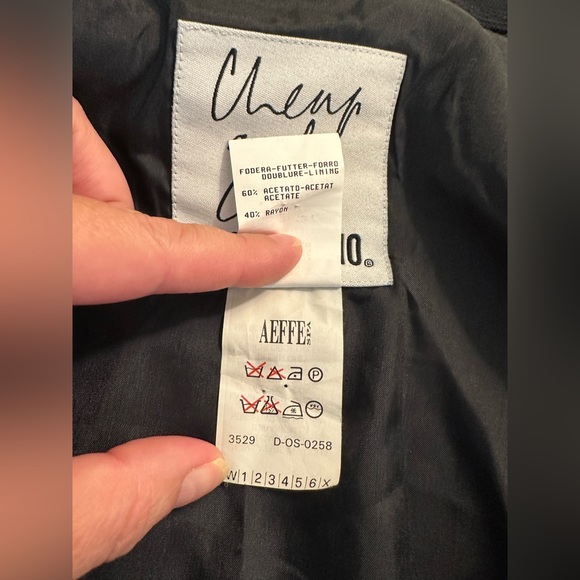 Cheap
FODERA-FUTTER-FORRO
DOUBLURE-LINING
60% ACETATO-ACETAT
ACETATE
40% RAYON
IO.
AEFFE SPA
P
3529 D-OS-0258
W|1|2|3|4|5|6|X